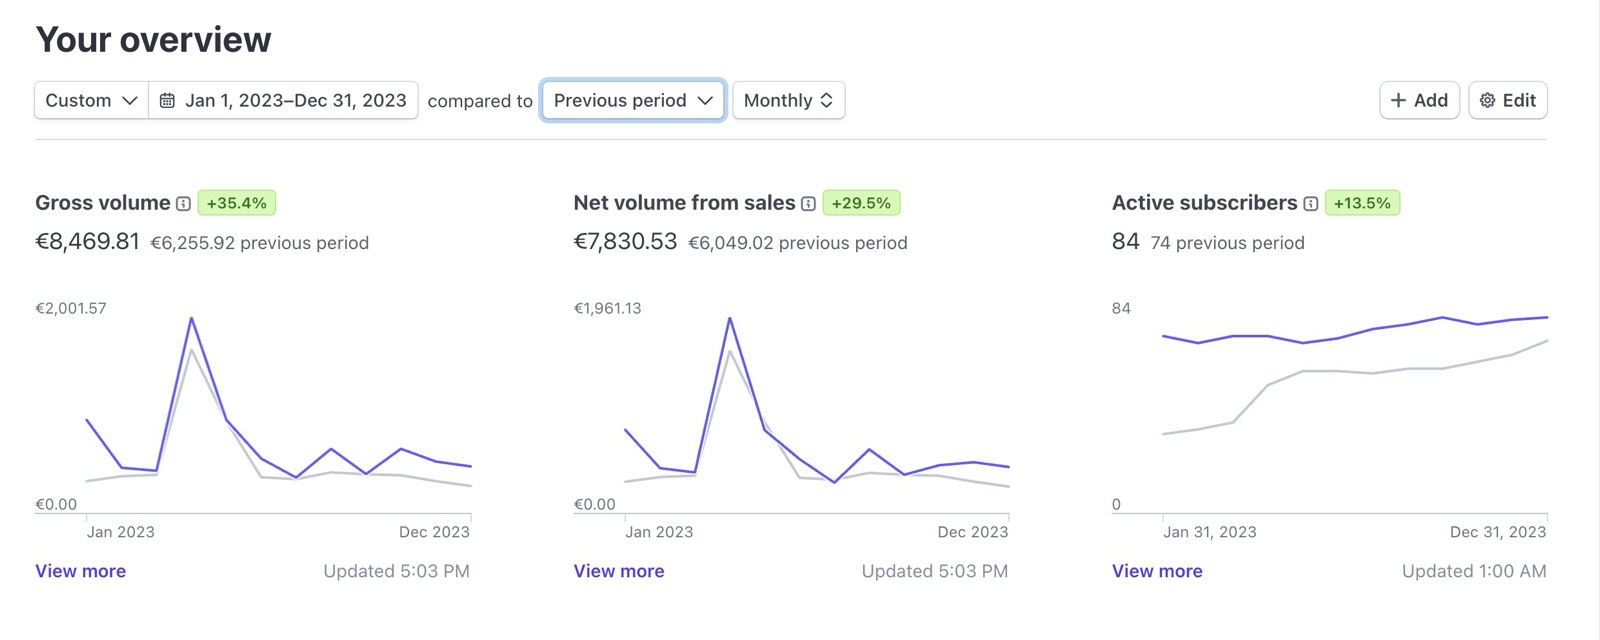 Your overview
Custom Jan 1, 2023–Dec 31, 2023 compared to Previous period Monthly + Add Edit
Gross volume +35.4%
€8,469.81 €6,255.92 previous period
€2,001.57
€0.00
Jan 2023 Dec 2023
View more Updated 5:03 PM
Net volume from sales +29.5%
€7,830.53 €6,049.02 previous period
€1,961.13
€0.00
Jan 2023 Dec 2023
View more Updated 5:03 PM
Active subscribers +13.5%
84 74 previous period
84
0
Jan 31, 2023 Dec 31, 2023
View more Updated 1:00 AM